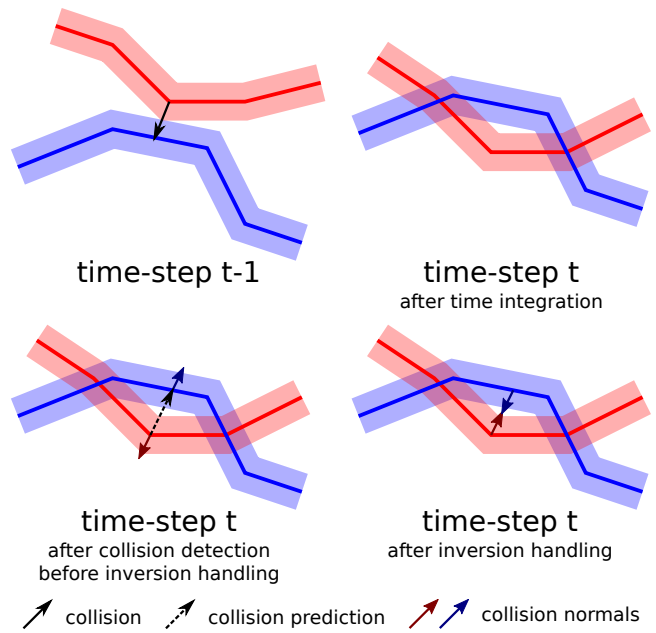 time-step t-1
time-step t
after time integration
time-step t
after collision detection
before inversion handling
time-step t
after inversion handling
collision
collision prediction
collision normals